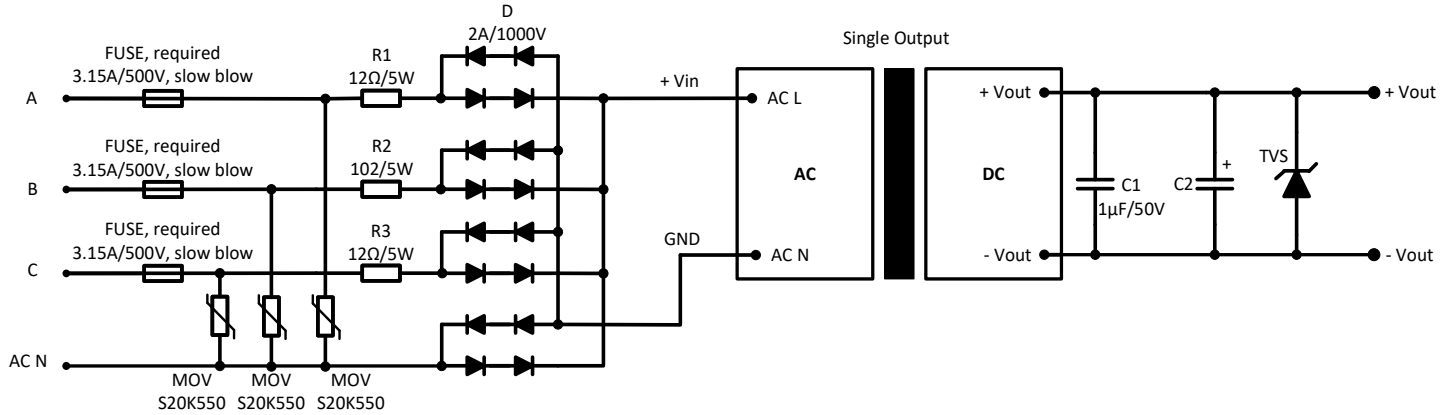 D
2A/1000V
FUSE, required
3.15A/500V, slow blow
R1
12Ω/5W
A
+ Vin
Single Output
AC L
+ Vout
+ Vout
FUSE, required
3.15A/500V, slow blow
R2
102/5W
B
AC
DC
C1
1µF/50V
C2
+
TVS
FUSE, required
3.15A/500V, slow blow
R3
12Ω/5W
C
GND
AC N
- Vout
- Vout
AC N
MOV
S20K550
MOV
S20K550
MOV
S20K550